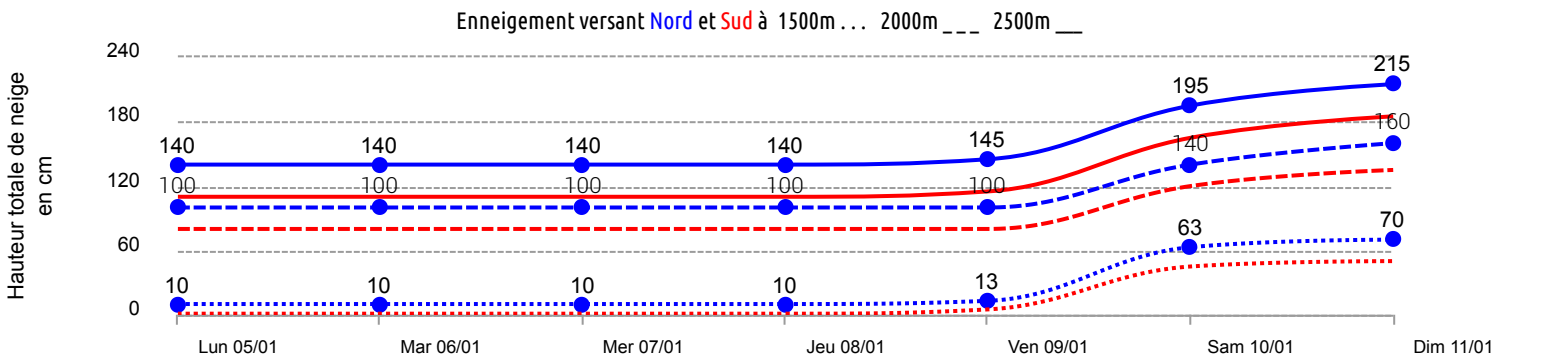 Enneigement versant Nord et Sud à 1500m . . . 2000m _ _ _ 2500m __
Hauteur totale de neige
en cm
240
180
120
60
0
140 140 140 140 145 195 215
100 100 100 100 100 140 160
10 10 10 10 13 63 70
Lun 05/01 Mar 06/01 Mer 07/01 Jeu 08/01 Ven 09/01 Sam 10/01 Dim 11/01